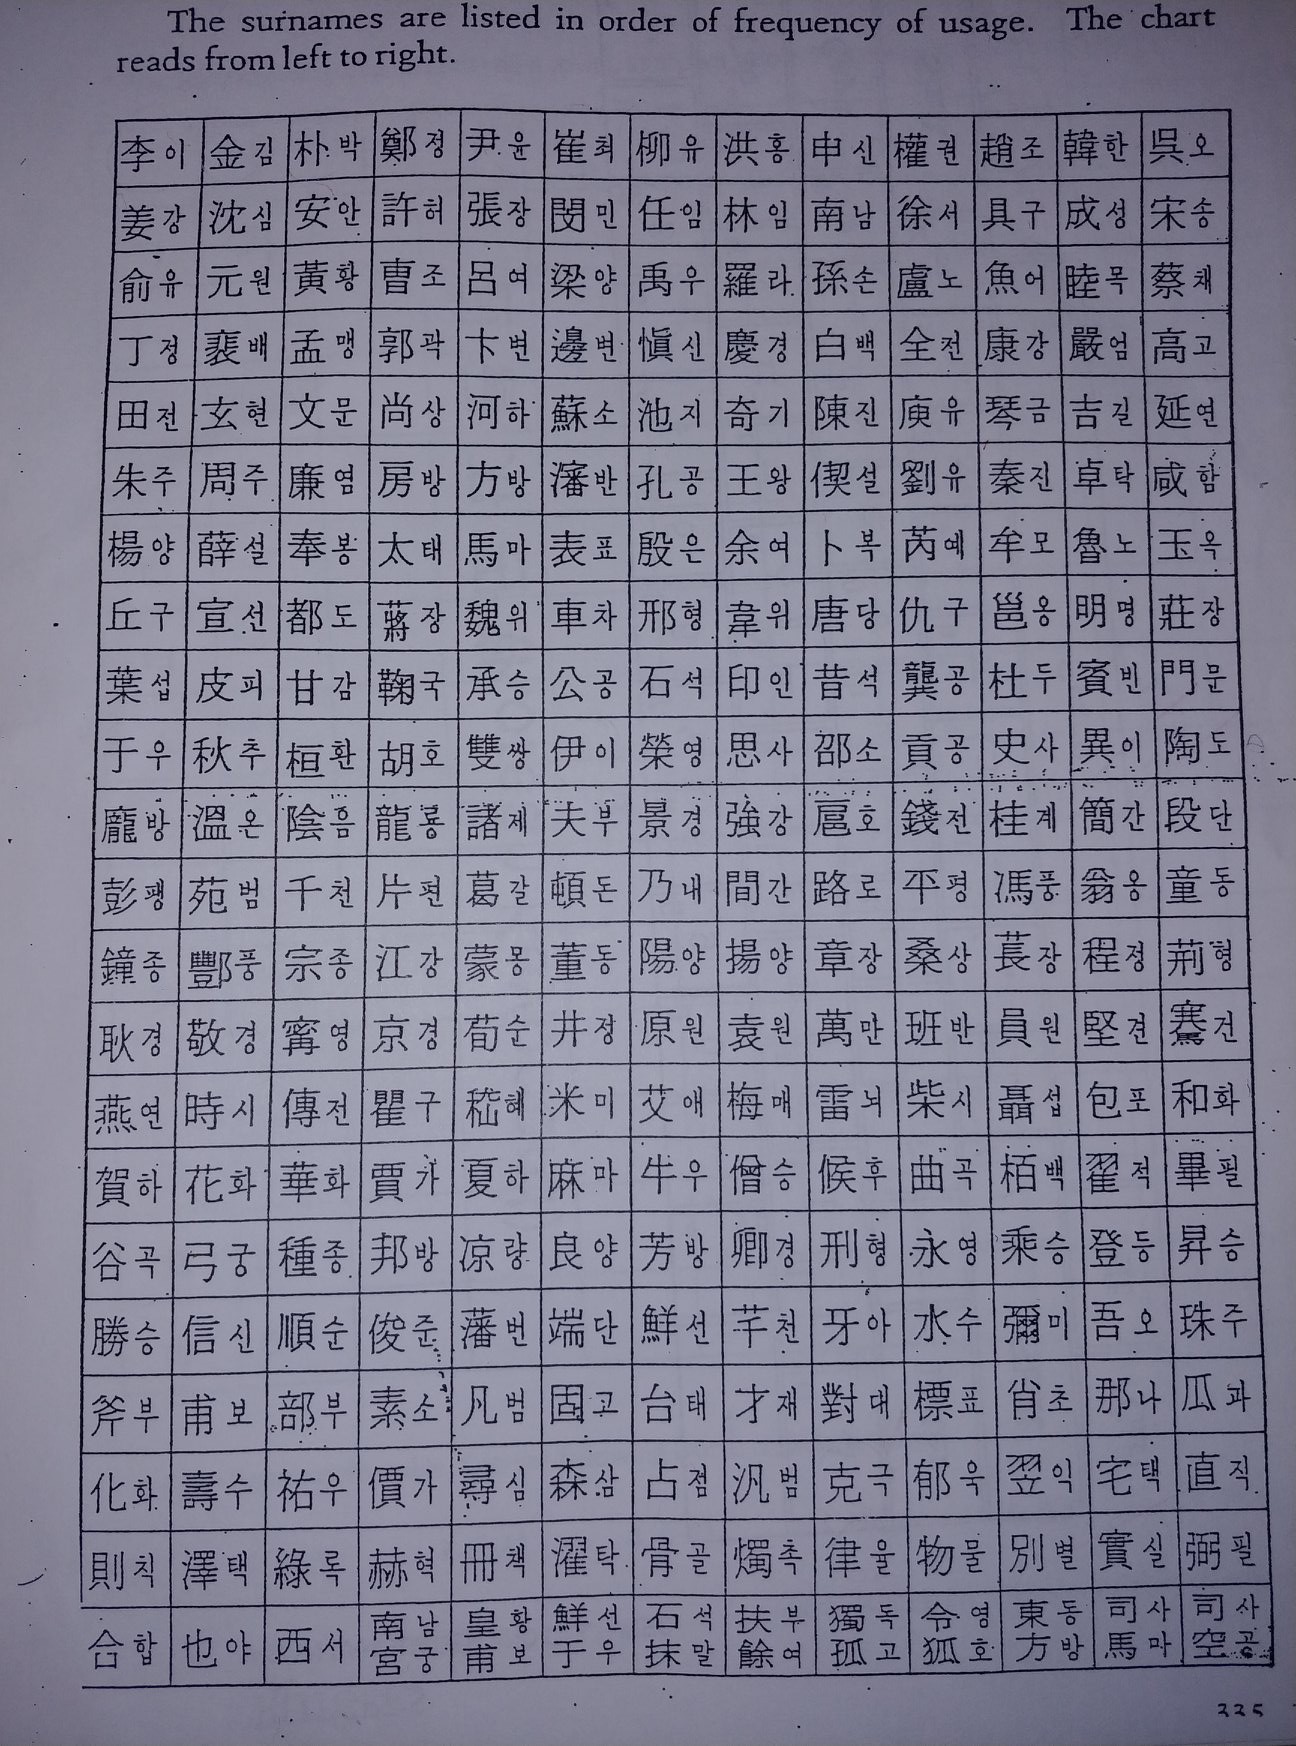 The surnames are listed in order of frequency of usage. The chart
reads from left to right.
李이 金김 朴박 鄭정 尹윤 崔최 柳유 洪홍 申신 權권 趙조 韓한 吳오
姜강 沈심 安안 許허 張장 閔민 任임 林임 南남 徐서 具구 成성 宋송
俞유 元원 黃황 曹조 呂여 梁양 禹우 羅라 孫손 盧노 魚어 睦목 蔡채
丁정 裵배 孟맹 郭곽 卞변 邊변 愼신 慶경 白백 全전 康강 嚴엄 高고
田전 玄현 文문 尚상 河하 蘇소 池지 奇기 陳진 庾유 琴금 吉길 延연
朱주 周주 廉염 房방 方방 潘반 孔공 王왕 偰설 劉유 秦진 卓탁 咸함
楊양 薛설 奉봉 太태 馬마 表표 殷은 余여 卜복 芮예 牟모 魯노 玉옥
丘구 宣선 都도 蔣장 魏위 車차 邢형 韋위 唐당 仇구 邕옹 明명 莊장
葉섭 皮피 甘감 鞠국 承승 公공 石석 印인 昔석 龔공 杜두 賓빈 門문
于우 秋추 桓환 胡호 雙쌍 伊이 榮영 思사 邵소 貢공 史사 異이 陶도
龐방 溫온 陰음 龍룡 諸제 夫부 景경 強강 扈호 錢전 桂계 簡간 段단
彭팽 范범 千천 片편 葛갈 頓돈 乃내 間간 路로 平평 馮풍 翁옹 童동
鐘종 酆풍 宗종 江강 蒙몽 董동 陽양 揚양 章장 桑상 萇장 程정 荊형
耿경 敬경 寗영 京경 荀순 井정 原원 袁원 萬만 班반 員원 堅견 騫건
燕연 時시 傳전 瞿구 嵇혜 米미 艾애 梅매 雷뇌 柴시 聶섭 包포 和화
賀하 花화 華화 賈가 夏하 麻마 牛우 僧승 候후 曲곡 栢백 翟적 畢필
谷곡 弓궁 種종 邦방 凉량 良양 芳방 卿경 刑형 永영 乘승 登등 昇승
勝승 信신 順순 俊준 藩번 端단 鮮선 芊천 牙아 水수 彌미 吾오 珠주
斧부 甫보 部부 素소 凡범 固고 台태 才재 對대 標표 肖초 那나 瓜과
化화 壽수 祐우 價가 尋심 森삼 占점 汎범 克극 郁욱 翌익 宅택 直직
則칙 澤택 綠록 赫혁 冊책 濯탁 骨골 燭촉 律율 物물 別별 實실 弼필
合합 也야 西서 南남宮궁 皇황甫보 鮮선于우 石석抹말 扶부餘여 獨독孤고 令영狐호 東동方방 司사馬마 司사空공
335